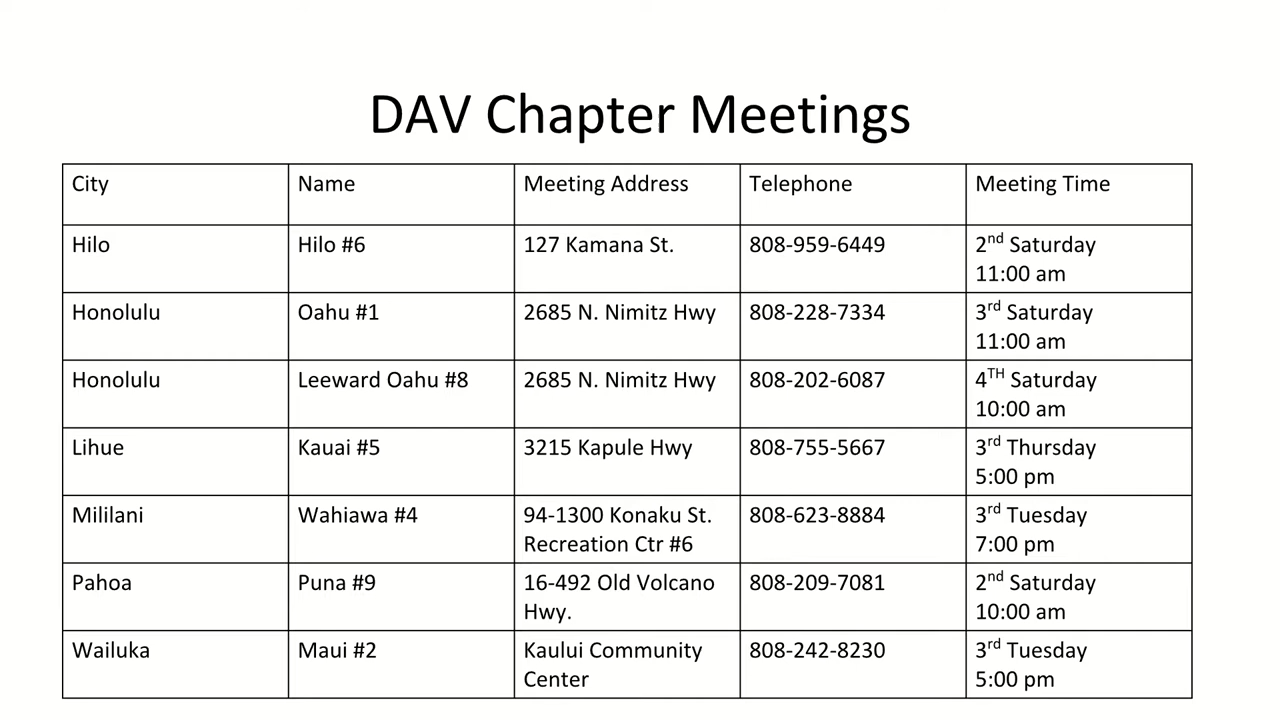 DAV Chapter Meetings
City Name Meeting Address Telephone Meeting Time
Hilo Hilo #6 127 Kamana St. 808-959-6449 2nd Saturday
11:00 am
Honolulu Oahu #1 2685 N. Nimitz Hwy 808-228-7334 3rd Saturday
11:00 am
Honolulu Leeward Oahu #8 2685 N. Nimitz Hwy 808-202-6087 4TH Saturday
10:00 am
Lihue Kauai #5 3215 Kapule Hwy 808-755-5667 3rd Thursday
5:00 pm
Mililani Wahiawa #4 94-1300 Konaku St. 808-623-8884 3rd Tuesday
Recreation Ctr #6 7:00 pm
Pahoa Puna #9 16-492 Old Volcano 808-209-7081 2nd Saturday
Hwy. 10:00 am
Wailuka Maui #2 Kaului Community 808-242-8230 3rd Tuesday
Center 5:00 pm